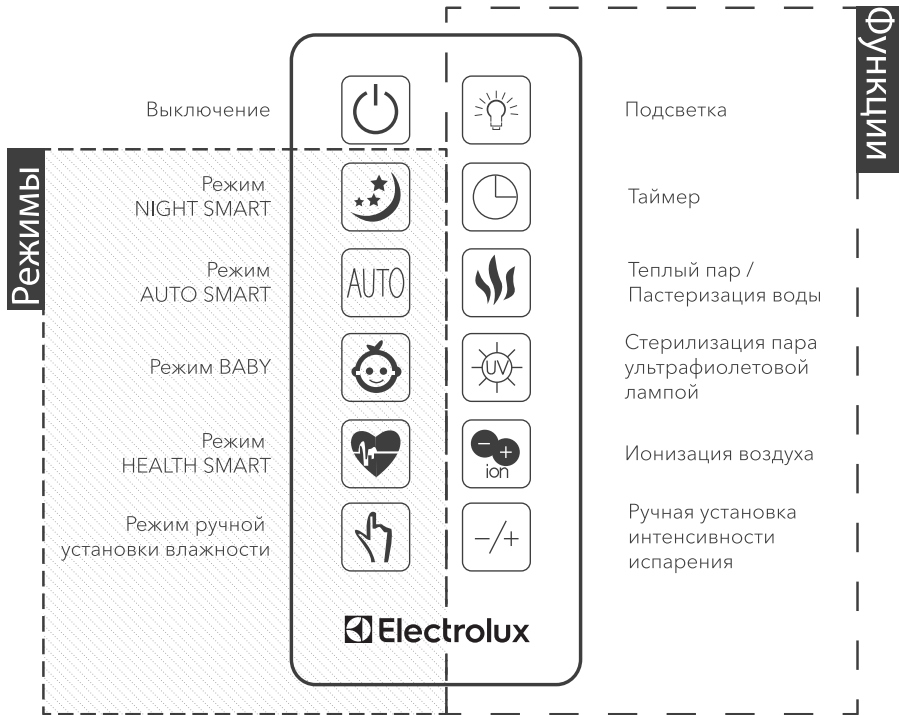 Функции
Выключение
Подсветка
Режимы
Режим
NIGHT SMART
Таймер
Режим
AUTO SMART
AUTO
Теплый пар /
Пастеризация воды
Режим BABY
UV
Стерилизация пара
ультрафиолетовой
лампой
Режим
HEALTH SMART
− +
ion
Ионизация воздуха
Режим ручной
установки влажности
−/+
Ручная установка
интенсивности
испарения
Electrolux